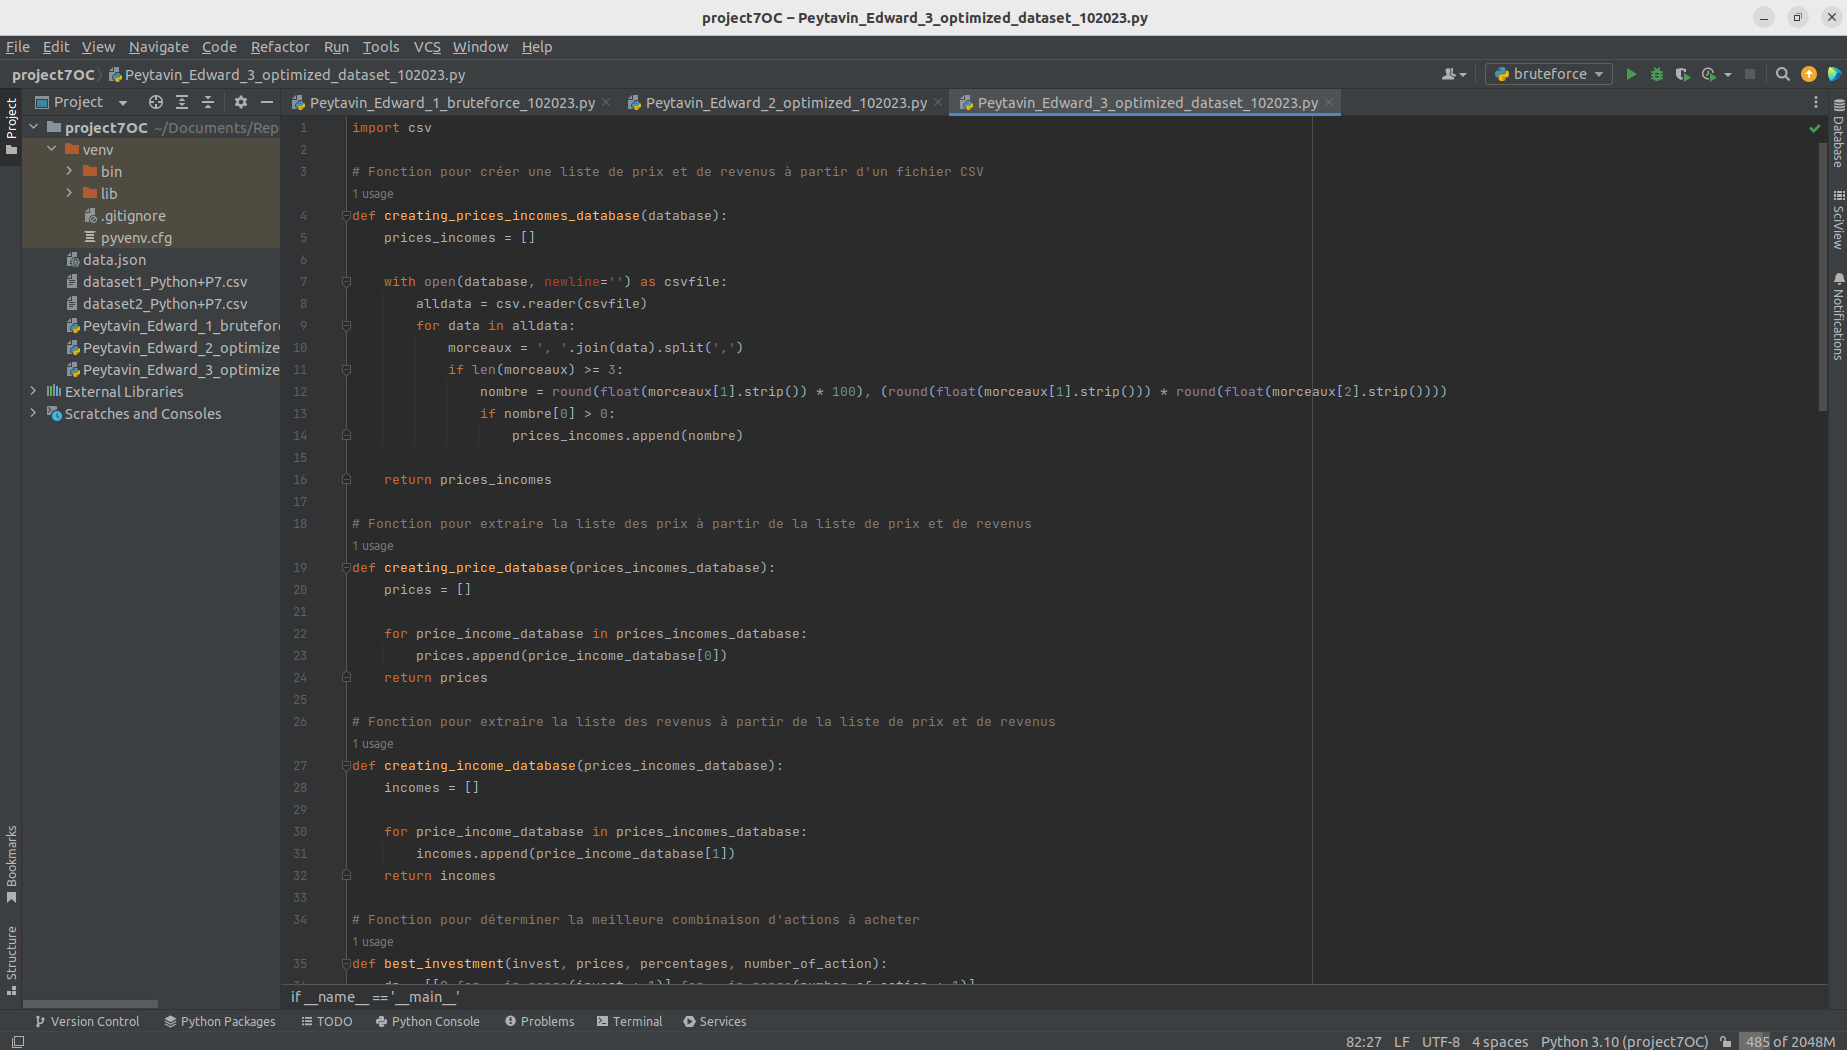 project7OC – Peytavin_Edward_3_optimized_dataset_102023.py
File Edit View Navigate Code Refactor Run Tools VCS Window Help
project7OC Peytavin_Edward_3_optimized_dataset_102023.py
bruteforce
Project
Peytavin_Edward_1_bruteforce_102023.py
Peytavin_Edward_2_optimized_102023.py
Peytavin_Edward_3_optimized_dataset_102023.py
Project
Bookmarks
Structure
project7OC ~/Documents/Rep
venv
bin
lib
.gitignore
pyvenv.cfg
data.json
dataset1_Python+P7.csv
dataset2_Python+P7.csv
Peytavin_Edward_1_bruteforc
Peytavin_Edward_2_optimize
Peytavin_Edward_3_optimize
External Libraries
Scratches and Consoles
1 import csv
2
3 # Fonction pour créer une liste de prix et de revenus à partir d'un fichier CSV
1 usage
4 def creating_prices_incomes_database(database):
5 prices_incomes = []
6
7 with open(database, newline='') as csvfile:
8 alldata = csv.reader(csvfile)
9 for data in alldata:
10 morceaux = ', '.join(data).split(',')
11 if len(morceaux) >= 3:
12 nombre = round(float(morceaux[1].strip()) * 100), (round(float(morceaux[1].strip())) * round(float(morceaux[2].strip())))
13 if nombre[0] > 0:
14 prices_incomes.append(nombre)
15
16 return prices_incomes
17
18 # Fonction pour extraire la liste des prix à partir de la liste de prix et de revenus
1 usage
19 def creating_price_database(prices_incomes_database):
20 prices = []
21
22 for price_income_database in prices_incomes_database:
23 prices.append(price_income_database[0])
24 return prices
25
26 # Fonction pour extraire la liste des revenus à partir de la liste de prix et de revenus
1 usage
27 def creating_income_database(prices_incomes_database):
28 incomes = []
29
30 for price_income_database in prices_incomes_database:
31 incomes.append(price_income_database[1])
32 return incomes
33
34 # Fonction pour déterminer la meilleure combinaison d'actions à acheter
1 usage
35 def best_investment(invest, prices, percentages, number_of_action):
if __name__ == '__main__'
Database
SciView
Notifications
Version Control Python Packages TODO Python Console Problems Terminal Services
82:27 LF UTF-8 4 spaces Python 3.10 (project7OC) 485 of 2048M